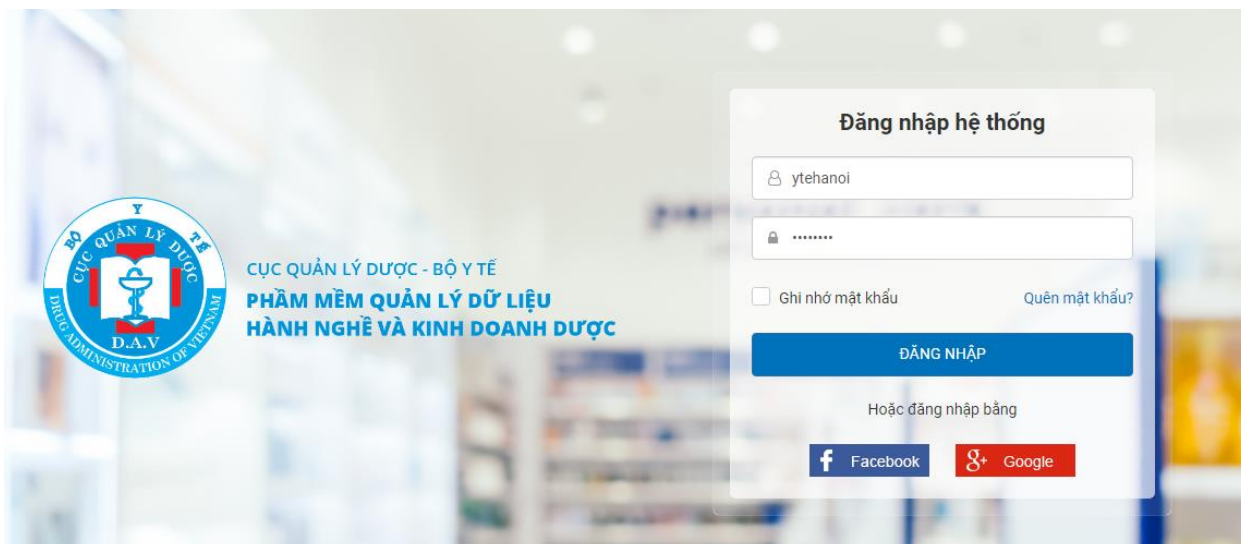 BỘ Y TẾ
CỤC QUẢN LÝ DƯỢC
D.A.V
DRUG ADMINISTRATION OF VIETNAM
CỤC QUẢN LÝ DƯỢC - BỘ Y TẾ
PHẦM MỀM QUẢN LÝ DỮ LIỆU
HÀNH NGHỀ VÀ KINH DOANH DƯỢC
Đăng nhập hệ thống
ytehanoi
••••••••
Ghi nhớ mật khẩu
Quên mật khẩu?
ĐĂNG NHẬP
Hoặc đăng nhập bằng
f Facebook
g+ Google